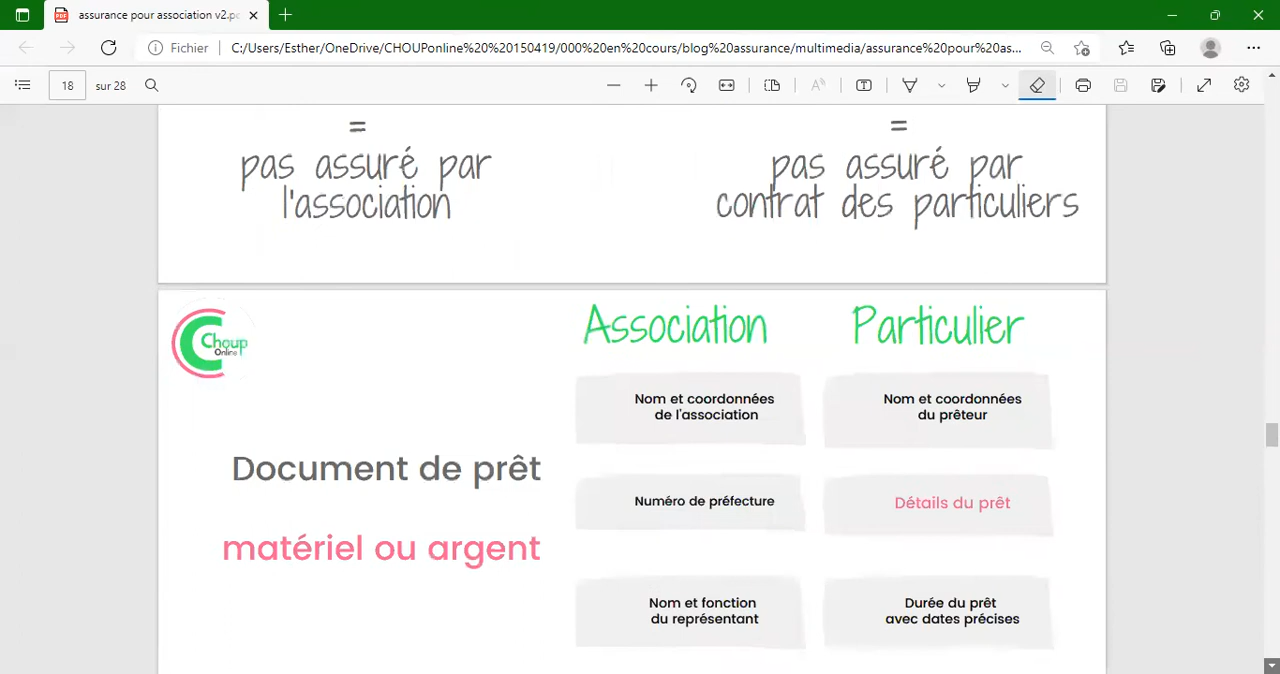 assurance pour association v2.p
Fichier
C:/Users/Esther/OneDrive/CHOUPonline%20%20150419/000%20en%20cours/blog%20assurance/multimedia/assurance%20pour%20as...
18 sur 28
=
pas assuré par
l'association
=
pas assuré par
contrat des particuliers
Choup
Online
Document de prêt
matériel ou argent
Association
Nom et coordonnées
de l'association
Numéro de préfecture
Nom et fonction
du représentant
Particulier
Nom et coordonnées
du prêteur
Détails du prêt
Durée du prêt
avec dates précises